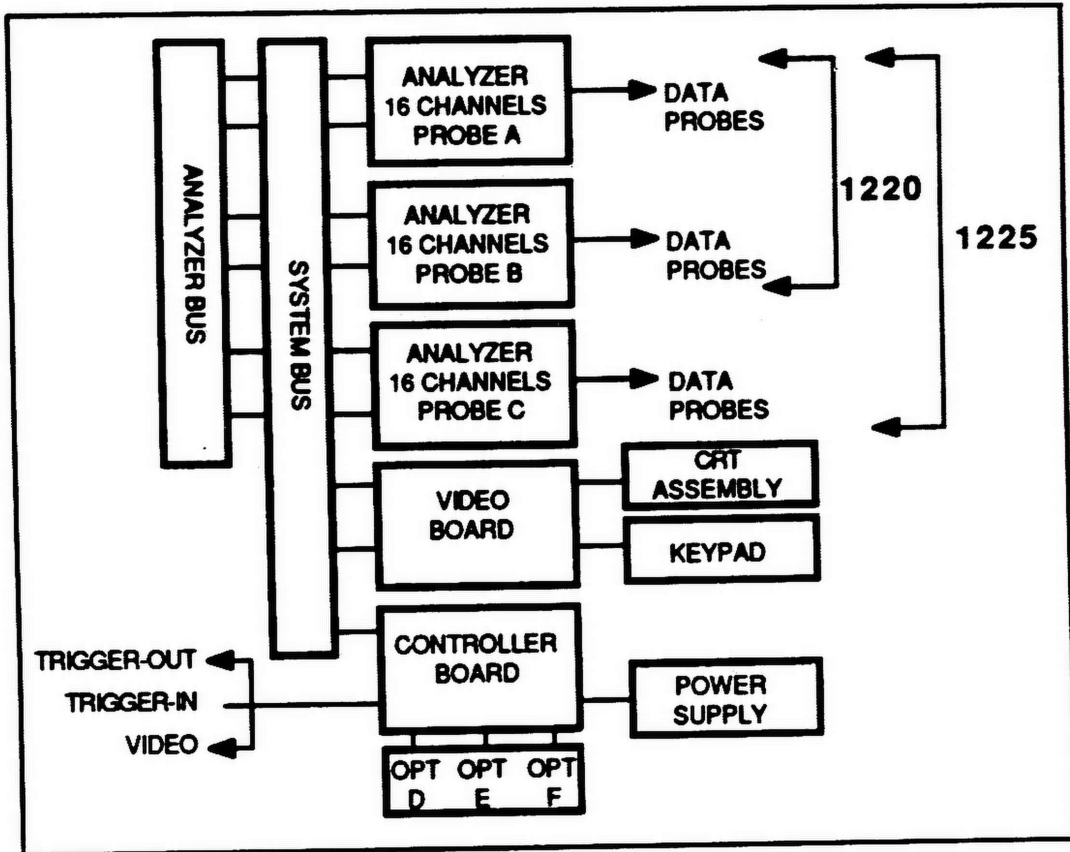 ANALYZER BUS
SYSTEM BUS
ANALYZER
16 CHANNELS
PROBE A
DATA
PROBES
ANALYZER
16 CHANNELS
PROBE B
DATA
PROBES
1220
1225
ANALYZER
16 CHANNELS
PROBE C
DATA
PROBES
VIDEO
BOARD
CRT
ASSEMBLY
KEYPAD
CONTROLLER
BOARD
TRIGGER-OUT
TRIGGER-IN
VIDEO
POWER
SUPPLY
OPT OPT OPT
D E F